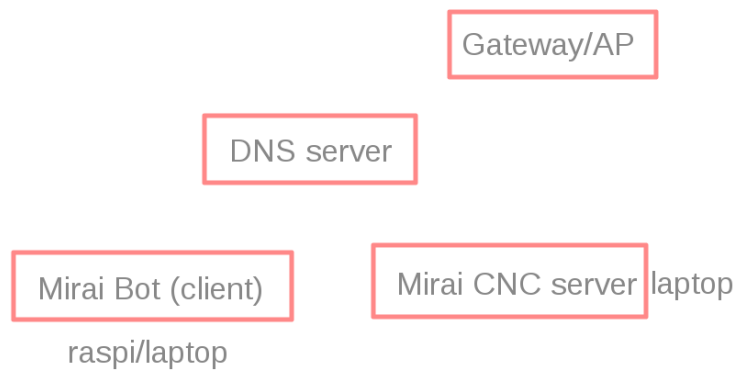 Gateway/AP
DNS server
Mirai Bot (client)
Mirai CNC server
laptop
raspi/laptop